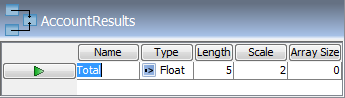 AccountResults
Name Type Length Scale Array Size
Total Float 5 2 0